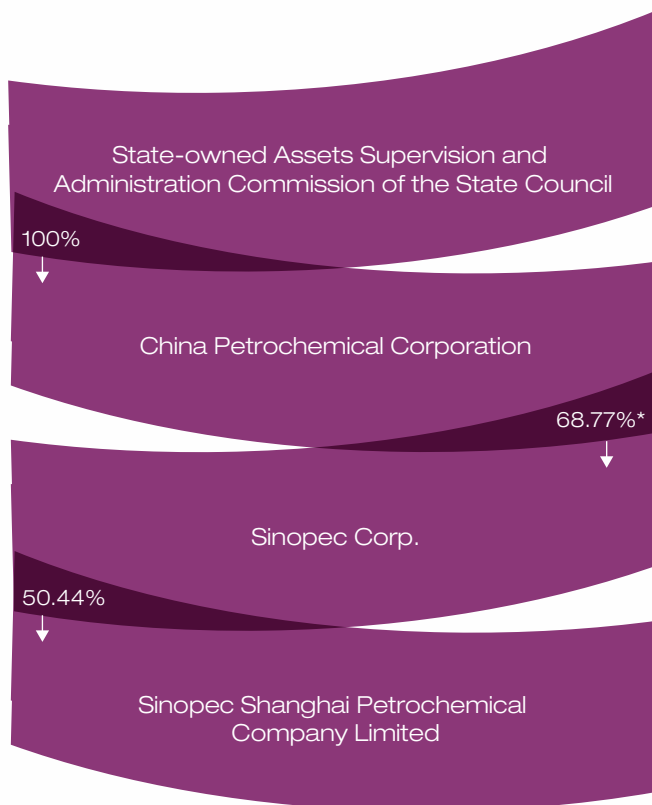 State-owned Assets Supervision and
Administration Commission of the State Council
100%
China Petrochemical Corporation
68.77%*
Sinopec Corp.
50.44%
Sinopec Shanghai Petrochemical
Company Limited